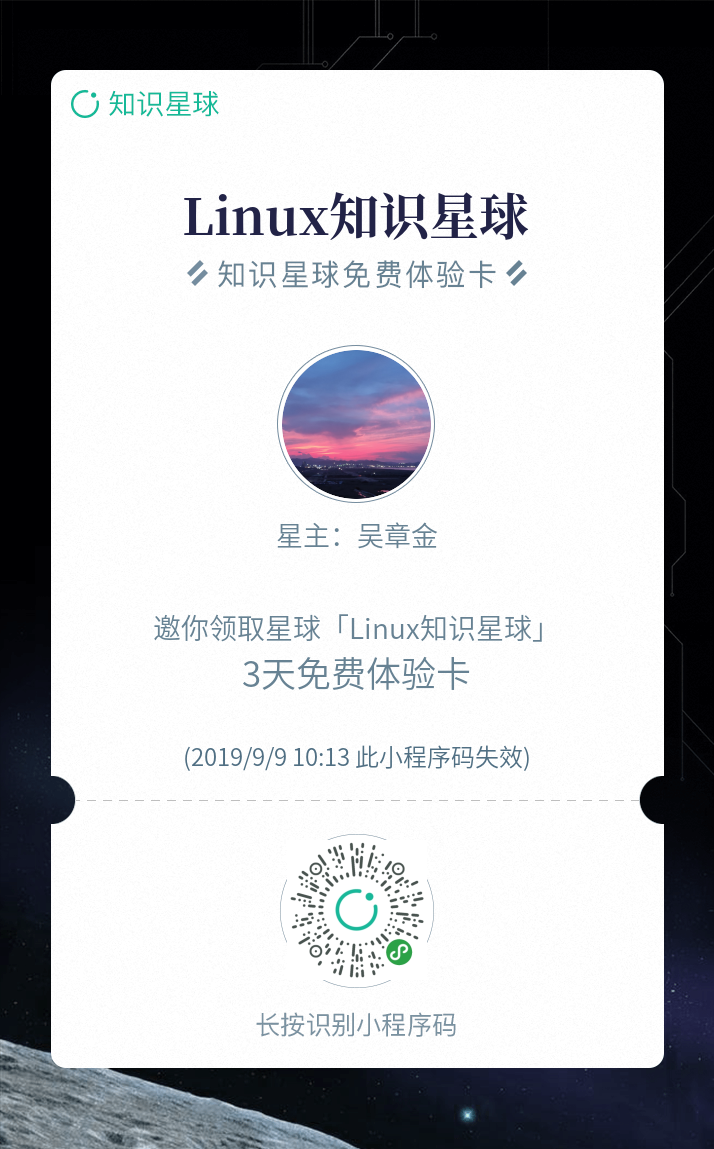 知识星球
Linux知识星球
知识星球免费体验卡
星主：吴章金
邀你领取星球「Linux知识星球」
3天免费体验卡
(2019/9/9 10:13 此小程序码失效)
长按识别小程序码